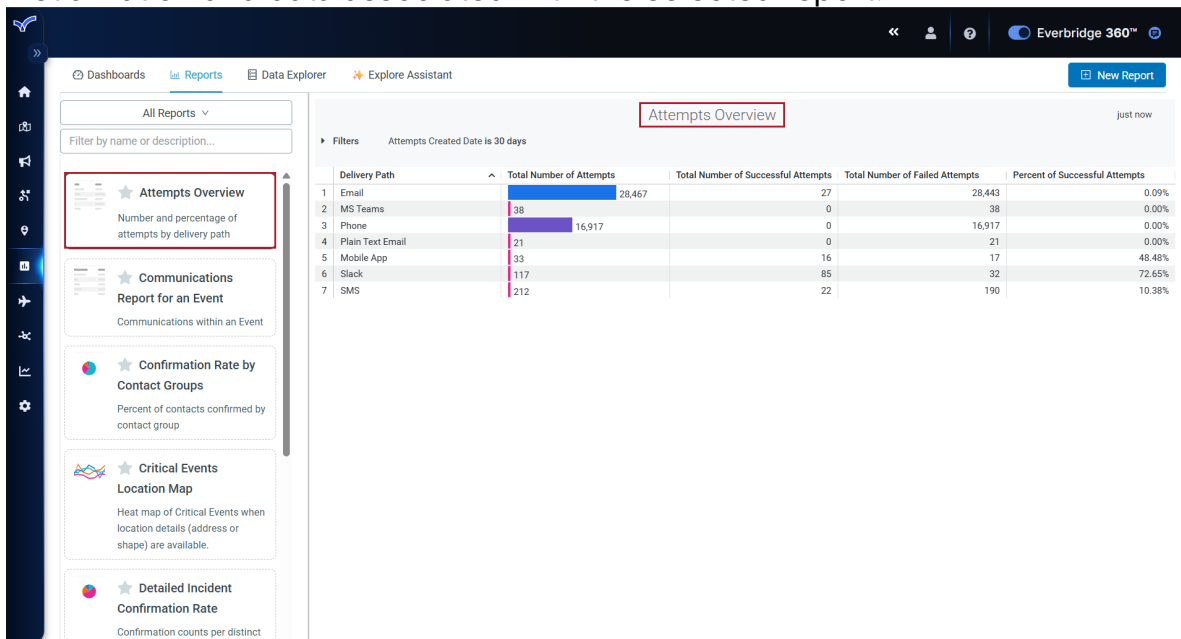 Everbridge 360™
Dashboards Reports Data Explorer Explore Assistant New Report
All Reports
Filter by name or description...
Attempts Overview
Number and percentage of
attempts by delivery path
Communications
Report for an Event
Communications within an Event
Confirmation Rate by
Contact Groups
Percent of contacts confirmed by
contact group
Critical Events
Location Map
Heat map of Critical Events when
location details (address or
shape) are available.
Detailed Incident
Confirmation Rate
Confirmation counts per distinct
Attempts Overview
just now
Filters Attempts Created Date is 30 days
Delivery Path Total Number of Attempts Total Number of Successful Attempts Total Number of Failed Attempts Percent of Successful Attempts
1 Email 28,467 27 28,443 0.09%
2 MS Teams 38 0 38 0.00%
3 Phone 16,917 0 16,917 0.00%
4 Plain Text Email 21 0 21 0.00%
5 Mobile App 33 16 17 48.48%
6 Slack 117 85 32 72.65%
7 SMS 212 22 190 10.38%